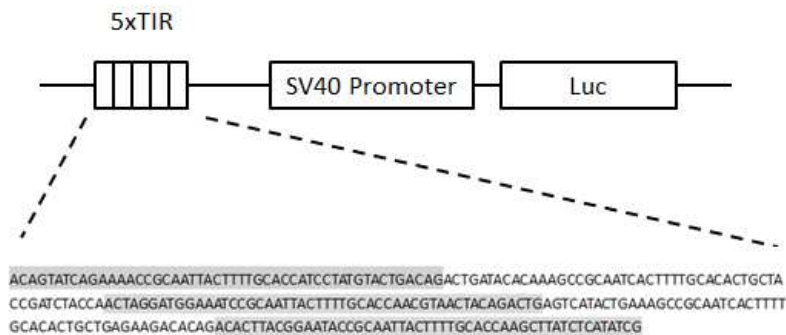 5xTIR
SV40 Promoter
Luc
ACAGTATCAGAAAACCGCAATTACTTTTGCACCATCCTATGTACTGACAGACTGATACACAAAGCCGCAATCACTTTTGCACACTGCTA
CCGATCTACCAACTAGGATGGAAATCCGCAATTACTTTTGCACCAACGTAACTACAGACTGAGTCATACTGAAAGCCGCAATCACTTTT
GCACACTGCTGAGAAGACACAGACACTTACGGAATACCGCAATTACTTTTGCACCAAGCTTATCTCATATCG